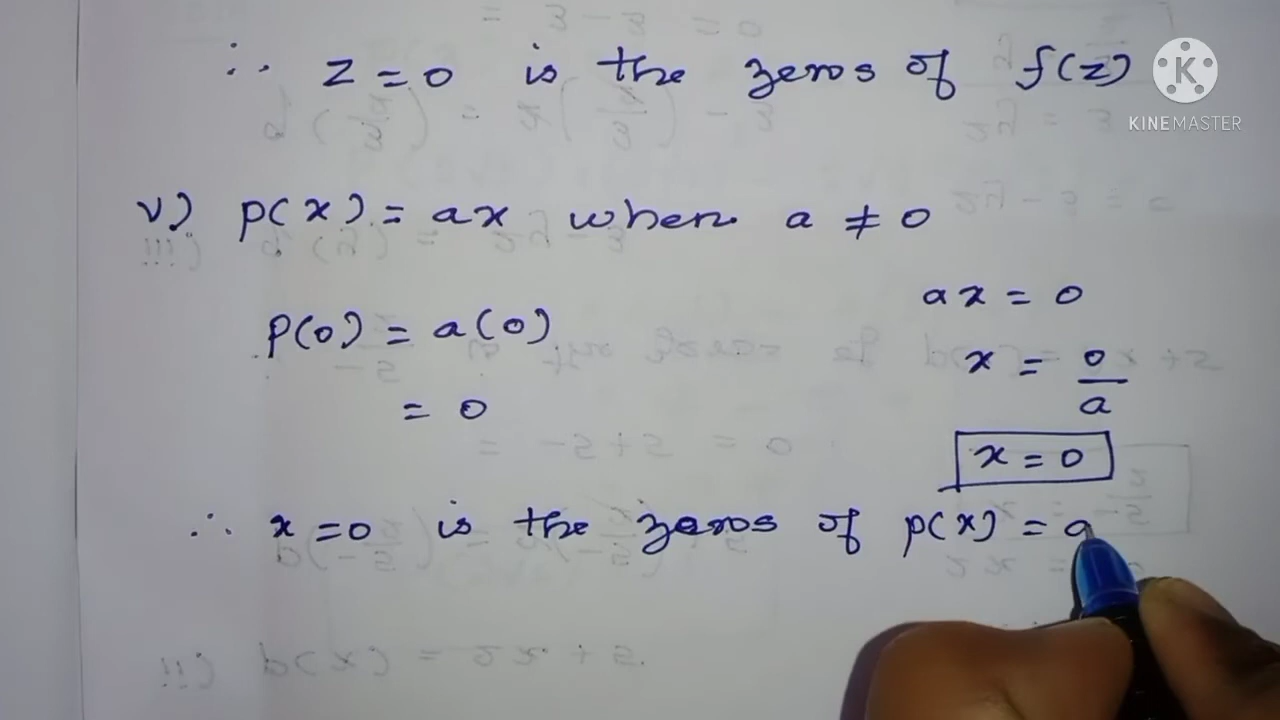 ∴ z = 0 is the zeros of f(z)
K
KINEMASTER
v) p(x) = ax when a ≠ 0
ax = 0
p(0) = a(0)
x = 0/a
= 0
x = 0
∴ x = 0 is the zeros of p(x) = a